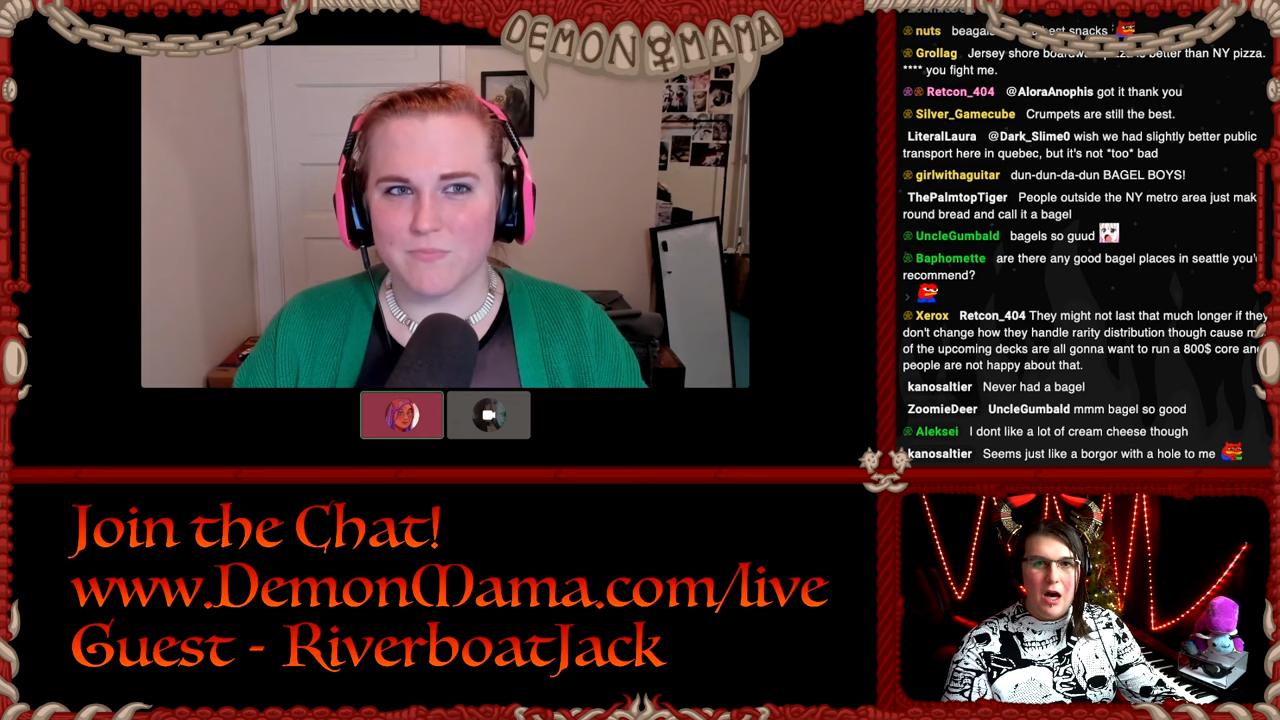 DEMON MAMA
nuts beagals est snacks
Grollag Jersey shore boardwa is better than NY pizza.
**** you fight me.
Retcon_404 @AloraAnophis got it thank you
Silver_Gamecube Crumpets are still the best.
LiteralLaura @Dark_Slime0 wish we had slightly better public
transport here in quebec, but it's not *too* bad
girlwithaguitar dun-dun-da-dun BAGEL BOYS!
ThePalmtopTiger People outside the NY metro area just mak
round bread and call it a bagel
UncleGumbald bagels so guud
Baphomette are there any good bagel places in seattle you'
recommend?
Xerox Retcon_404 They might not last that much longer if they
don't change how they handle rarity distribution though cause m
of the upcoming decks are all gonna want to run a 800$ core an
people are not happy about that.
kanosaltier Never had a bagel
ZoomieDeer UncleGumbald mmm bagel so good
Aleksei I dont like a lot of cream cheese though
kanosaltier Seems just like a borgor with a hole to me
Join the Chat!
www.DemonMama.com/live
Guest - RiverboatJack